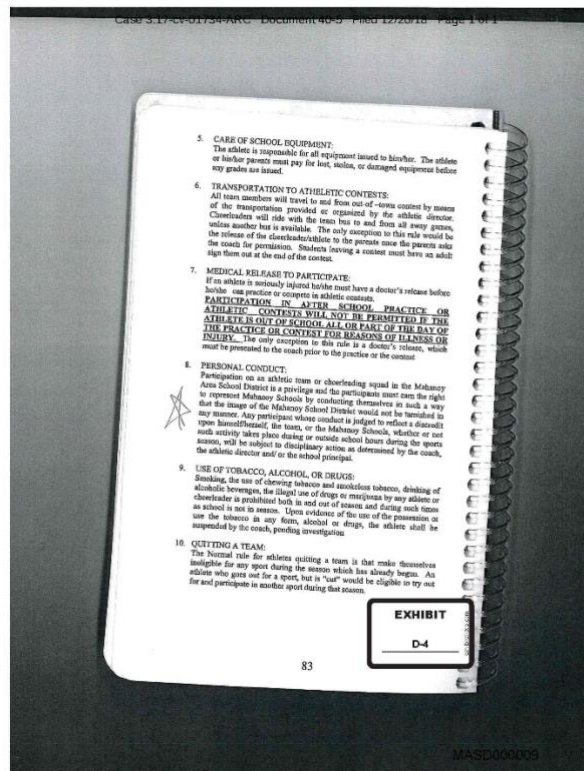 Case 3:17-cv-01734-ARC Document 40-5 Filed 12/20/18 Page 1 of 1
5. CARE OF SCHOOL EQUIPMENT:
The athlete is responsible for all equipment issued to him/her. The athlete
or his/her parents must pay for lost, stolen, or damaged equipment before
any grades are issued.
6. TRANSPORTATION TO ATHELETIC CONTESTS:
All team members will travel to and from out-of –town contest by means
of the transportation provided or organized by the athletic director.
Cheerleaders will ride with the team bus to and from all away games,
unless another bus is available. The only exception to this rule would be
the release of the cheerleader/athlete to the parents once the parents asks
the coach for permission. Students leaving a contest must have an adult
sign them out at the end of the contest.
7. MEDICAL RELEASE TO PARTICIPATE:
If an athlete is seriously injured he/she must have a doctor's release before
he/she can practice or compete in athletic contests.
PARTICIPATION IN AFTER SCHOOL PRACTICE OR
ATHLETIC CONTESTS WILL NOT BE PERMITTED IF THE
ATHLETE IS OUT OF SCHOOL ALL OR PART OF THE DAY OF
THE PRACTICE OR CONTEST FOR REASONS OF ILLNESS OR
INJURY. The only exception to this rule is a doctor's release, which
must be presented to the coach prior to the practice or the contest
8. PERSONAL CONDUCT:
Participation on an athletic team or cheerleading squad in the Mahanoy
Area School District is a privilege and the participants must earn the right
to represent Mahanoy Schools by conducting themselves in such a way
that the image of the Mahanoy School District would not be tarnished in
any manner. Any participant whose conduct is judged to reflect a discredit
upon himself/herself, the team, or the Mahanoy Schools, whether or not
such activity takes place during or outside school hours during the sports
season, will be subject to disciplinary action as determined by the coach,
the athletic director and/ or the school principal.
9. USE OF TOBACCO, ALCOHOL, OR DRUGS:
Smoking, the use of chewing tobacco and smokeless tobacco, drinking of
alcoholic beverages, the illegal use of drugs or marijuana by any athlete or
cheerleader is prohibited both in and out of season and during such times
as school is not in season. Upon evidence of the use of the possession or
use the tobacco in any form, alcohol or drugs, the athlete shall be
suspended by the coach, pending investigation
10. QUITTING A TEAM:
The Normal rule for athletes quitting a team is that make themselves
ineligible for any sport during the season which has already begun. An
athlete who goes out for a sport, but is "cut" would be eligible to try out
for and participate in another sport during that season.
EXHIBIT
D-4
83
MASD000009